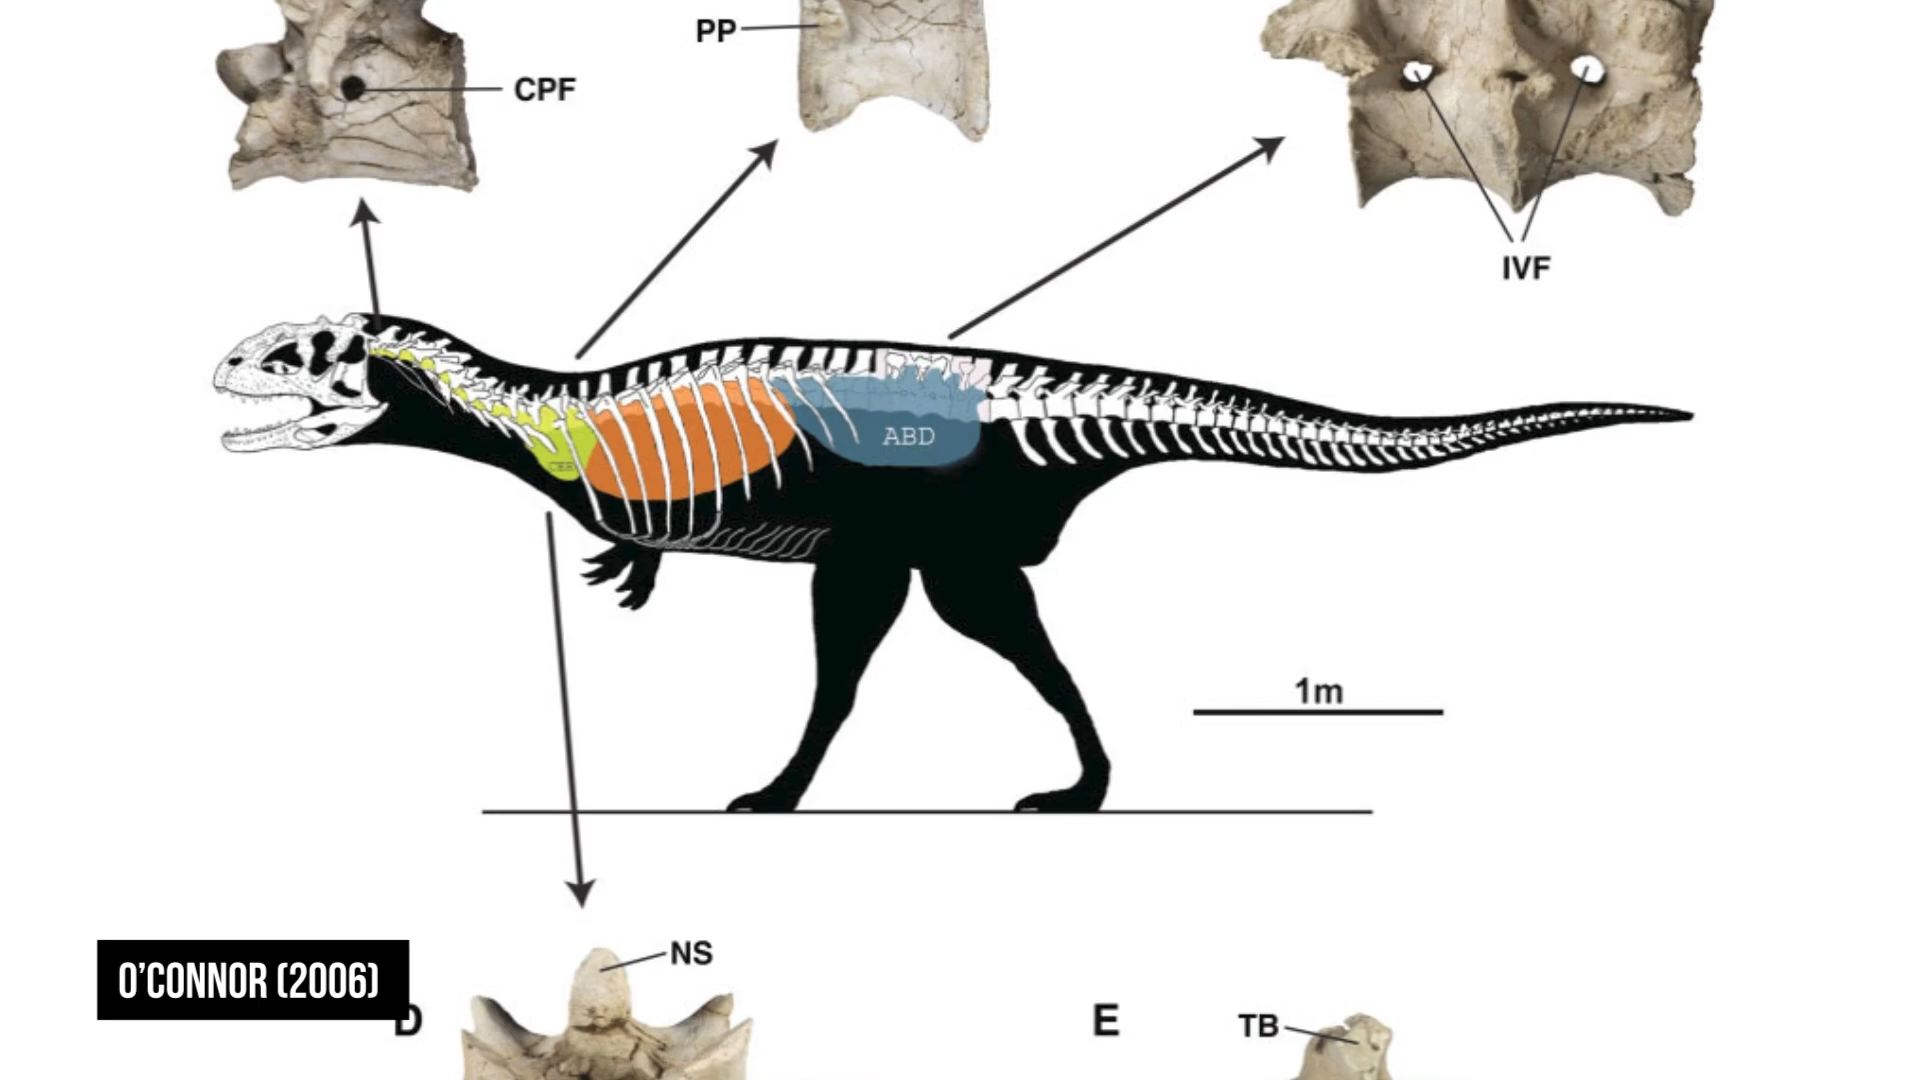 PP
CPF
IVF
ABD
1m
NS
O'CONNOR (2006)
D
E
TB